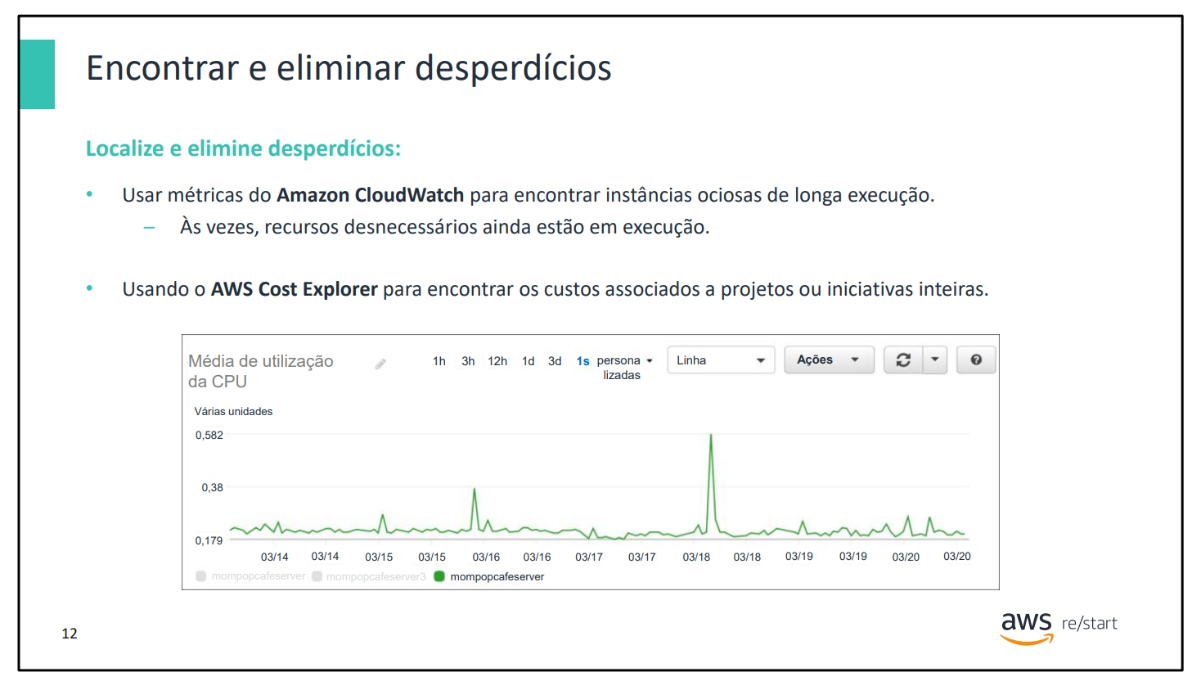 Encontrar e eliminar desperdícios
Localize e elimine desperdícios:
• Usar métricas do Amazon CloudWatch para encontrar instâncias ociosas de longa execução.
– Às vezes, recursos desnecessários ainda estão em execução.
• Usando o AWS Cost Explorer para encontrar os custos associados a projetos ou iniciativas inteiras.
Média de utilização
da CPU
1h 3h 12h 1d 3d 1s persona
lizadas
Linha
Ações
Várias unidades
0,582
0,38
0,179
03/14 03/14 03/15 03/15 03/16 03/16 03/17 03/17 03/18 03/18 03/19 03/19 03/20 03/20
mompopcafeserver mompopcafeserver3 mompopcafeserver
12
aws re/start